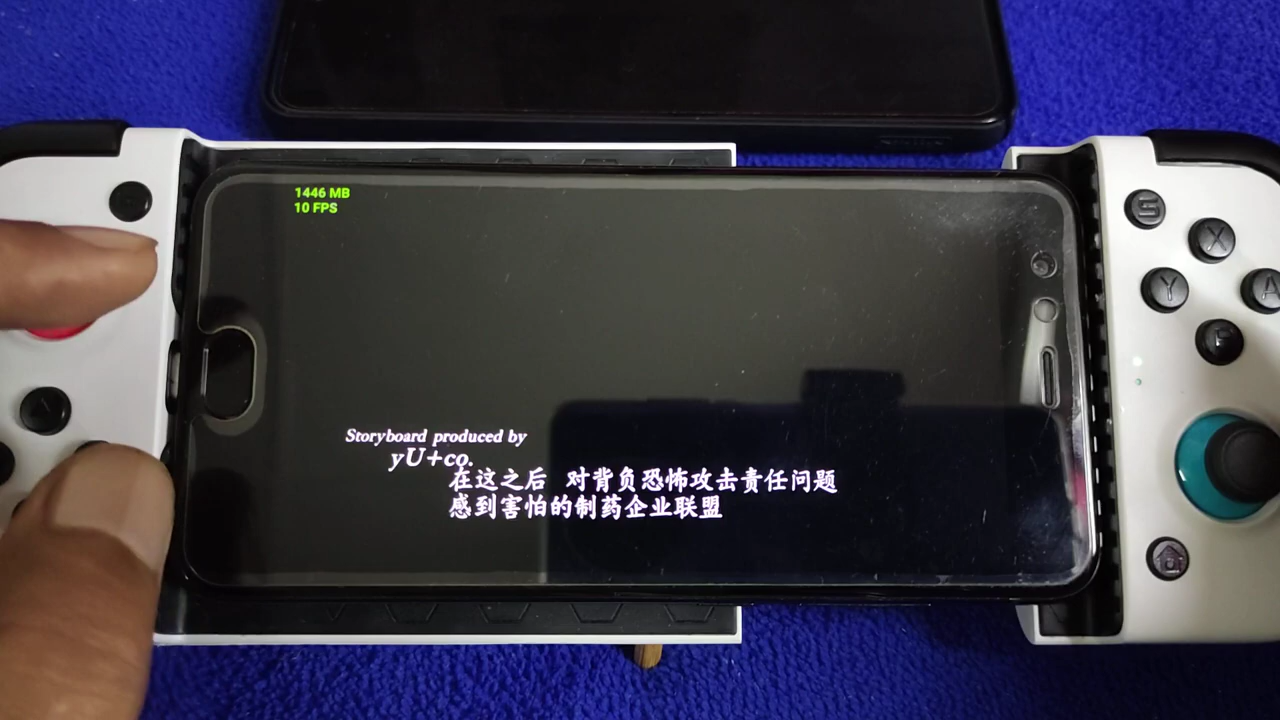 1446 MB
10 FPS
Storyboard produced by
yU+co.
在这之后 对背负恐怖攻击责任问题
感到害怕的制药企业联盟
S
X
Y
A